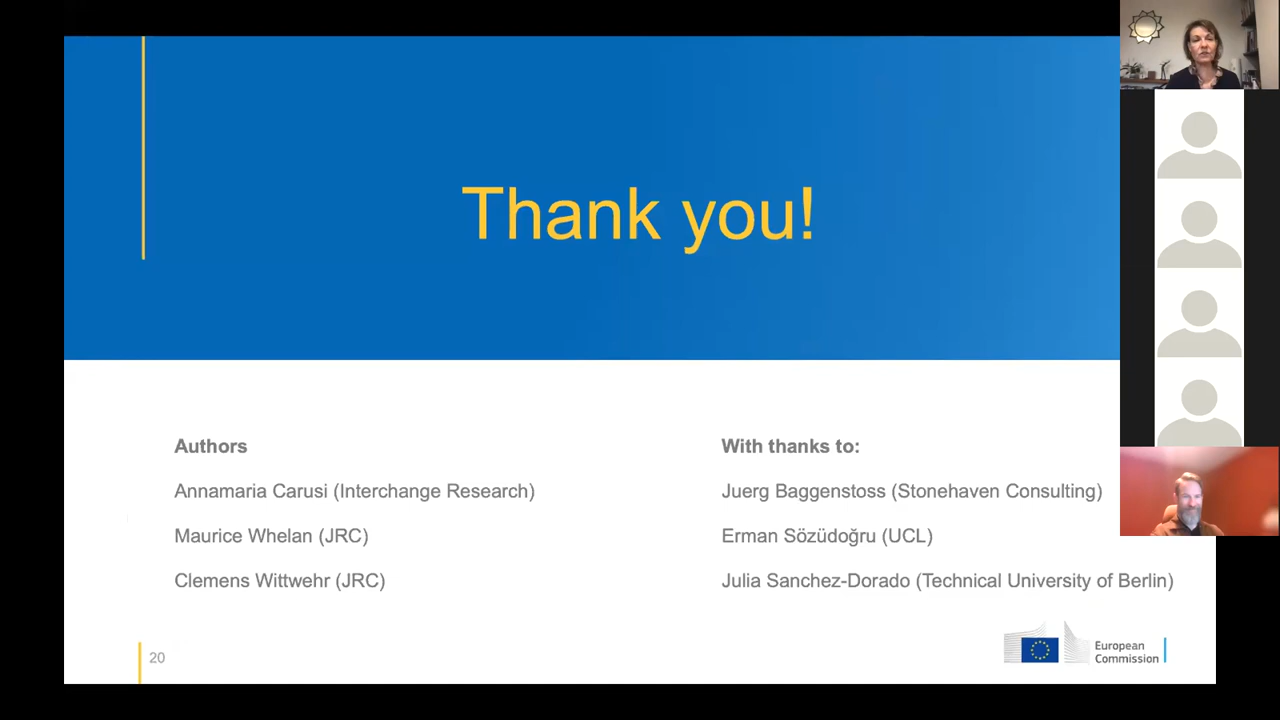 Thank you!
Authors
Annamaria Carusi (Interchange Research)
Maurice Whelan (JRC)
Clemens Wittwehr (JRC)
With thanks to:
Juerg Baggenstoss (Stonehaven Consulting)
Erman Sözüdoğru (UCL)
Julia Sanchez-Dorado (Technical University of Berlin)
20
European
Commission